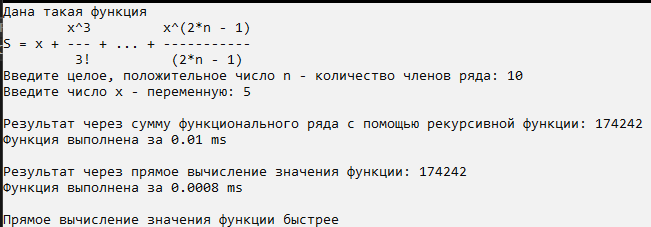 Дана такая функция
        x^3         x^(2*n - 1)
S = x + --- + ... + -----------
         3!          (2*n - 1)
Введите целое, положительное число n - количество членов ряда: 10
Введите число x - переменную: 5
Результат через сумму функционального ряда с помощью рекурсивной функции: 174242
Функция выполнена за 0.01 ms
Результат через прямое вычисление значения функции: 174242
Функция выполнена за 0.0008 ms
Прямое вычисление значения функции быстрее